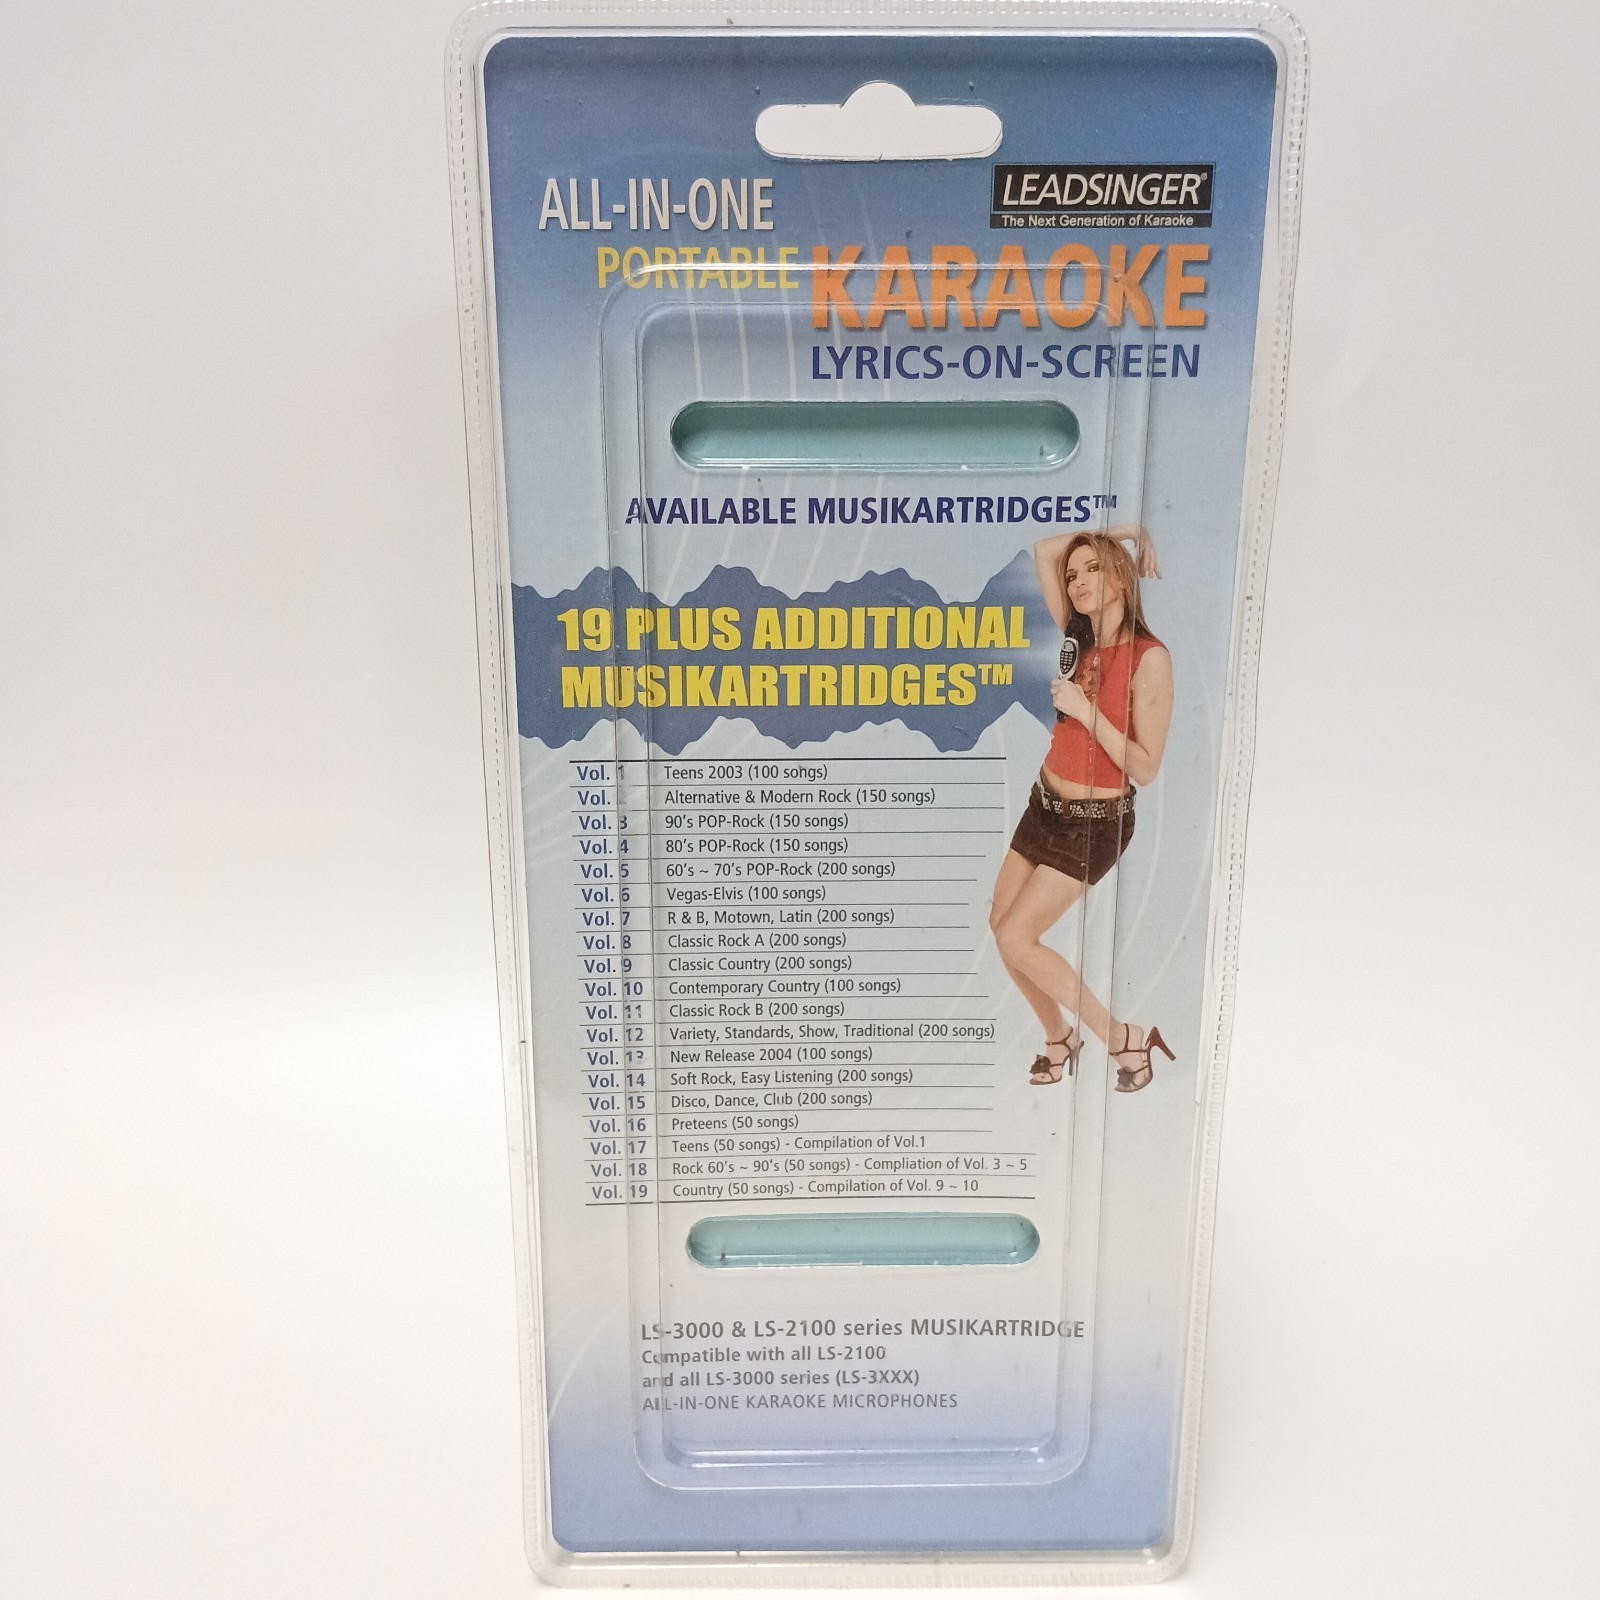 ALL-IN-ONE
LEADSINGER®
The Next Generation of Karaoke
PORTABLE KARAOKE
LYRICS-ON-SCREEN
AVAILABLE MUSIKARTRIDGES™
19 PLUS ADDITIONAL
MUSIKARTRIDGES™
Vol. 1 Teens 2003 (100 songs)
Vol. 2 Alternative & Modern Rock (150 songs)
Vol. 3 90's POP-Rock (150 songs)
Vol. 4 80's POP-Rock (150 songs)
Vol. 5 60's ~ 70's POP-Rock (200 songs)
Vol. 6 Vegas-Elvis (100 songs)
Vol. 7 R & B, Motown, Latin (200 songs)
Vol. 8 Classic Rock A (200 songs)
Vol. 9 Classic Country (200 songs)
Vol. 10 Contemporary Country (100 songs)
Vol. 11 Classic Rock B (200 songs)
Vol. 12 Variety, Standards, Show, Traditional (200 songs)
Vol. 13 New Release 2004 (100 songs)
Vol. 14 Soft Rock, Easy Listening (200 songs)
Vol. 15 Disco, Dance, Club (200 songs)
Vol. 16 Preteens (50 songs)
Vol. 17 Teens (50 songs) - Compilation of Vol.1
Vol. 18 Rock 60's ~ 90's (50 songs) - Compliation of Vol. 3 ~ 5
Vol. 19 Country (50 songs) - Compilation of Vol. 9 ~ 10
LS-3000 & LS-2100 series MUSIKARTRIDGE
Compatible with all LS-2100
and all LS-3000 series (LS-3XXX)
ALL-IN-ONE KARAOKE MICROPHONES